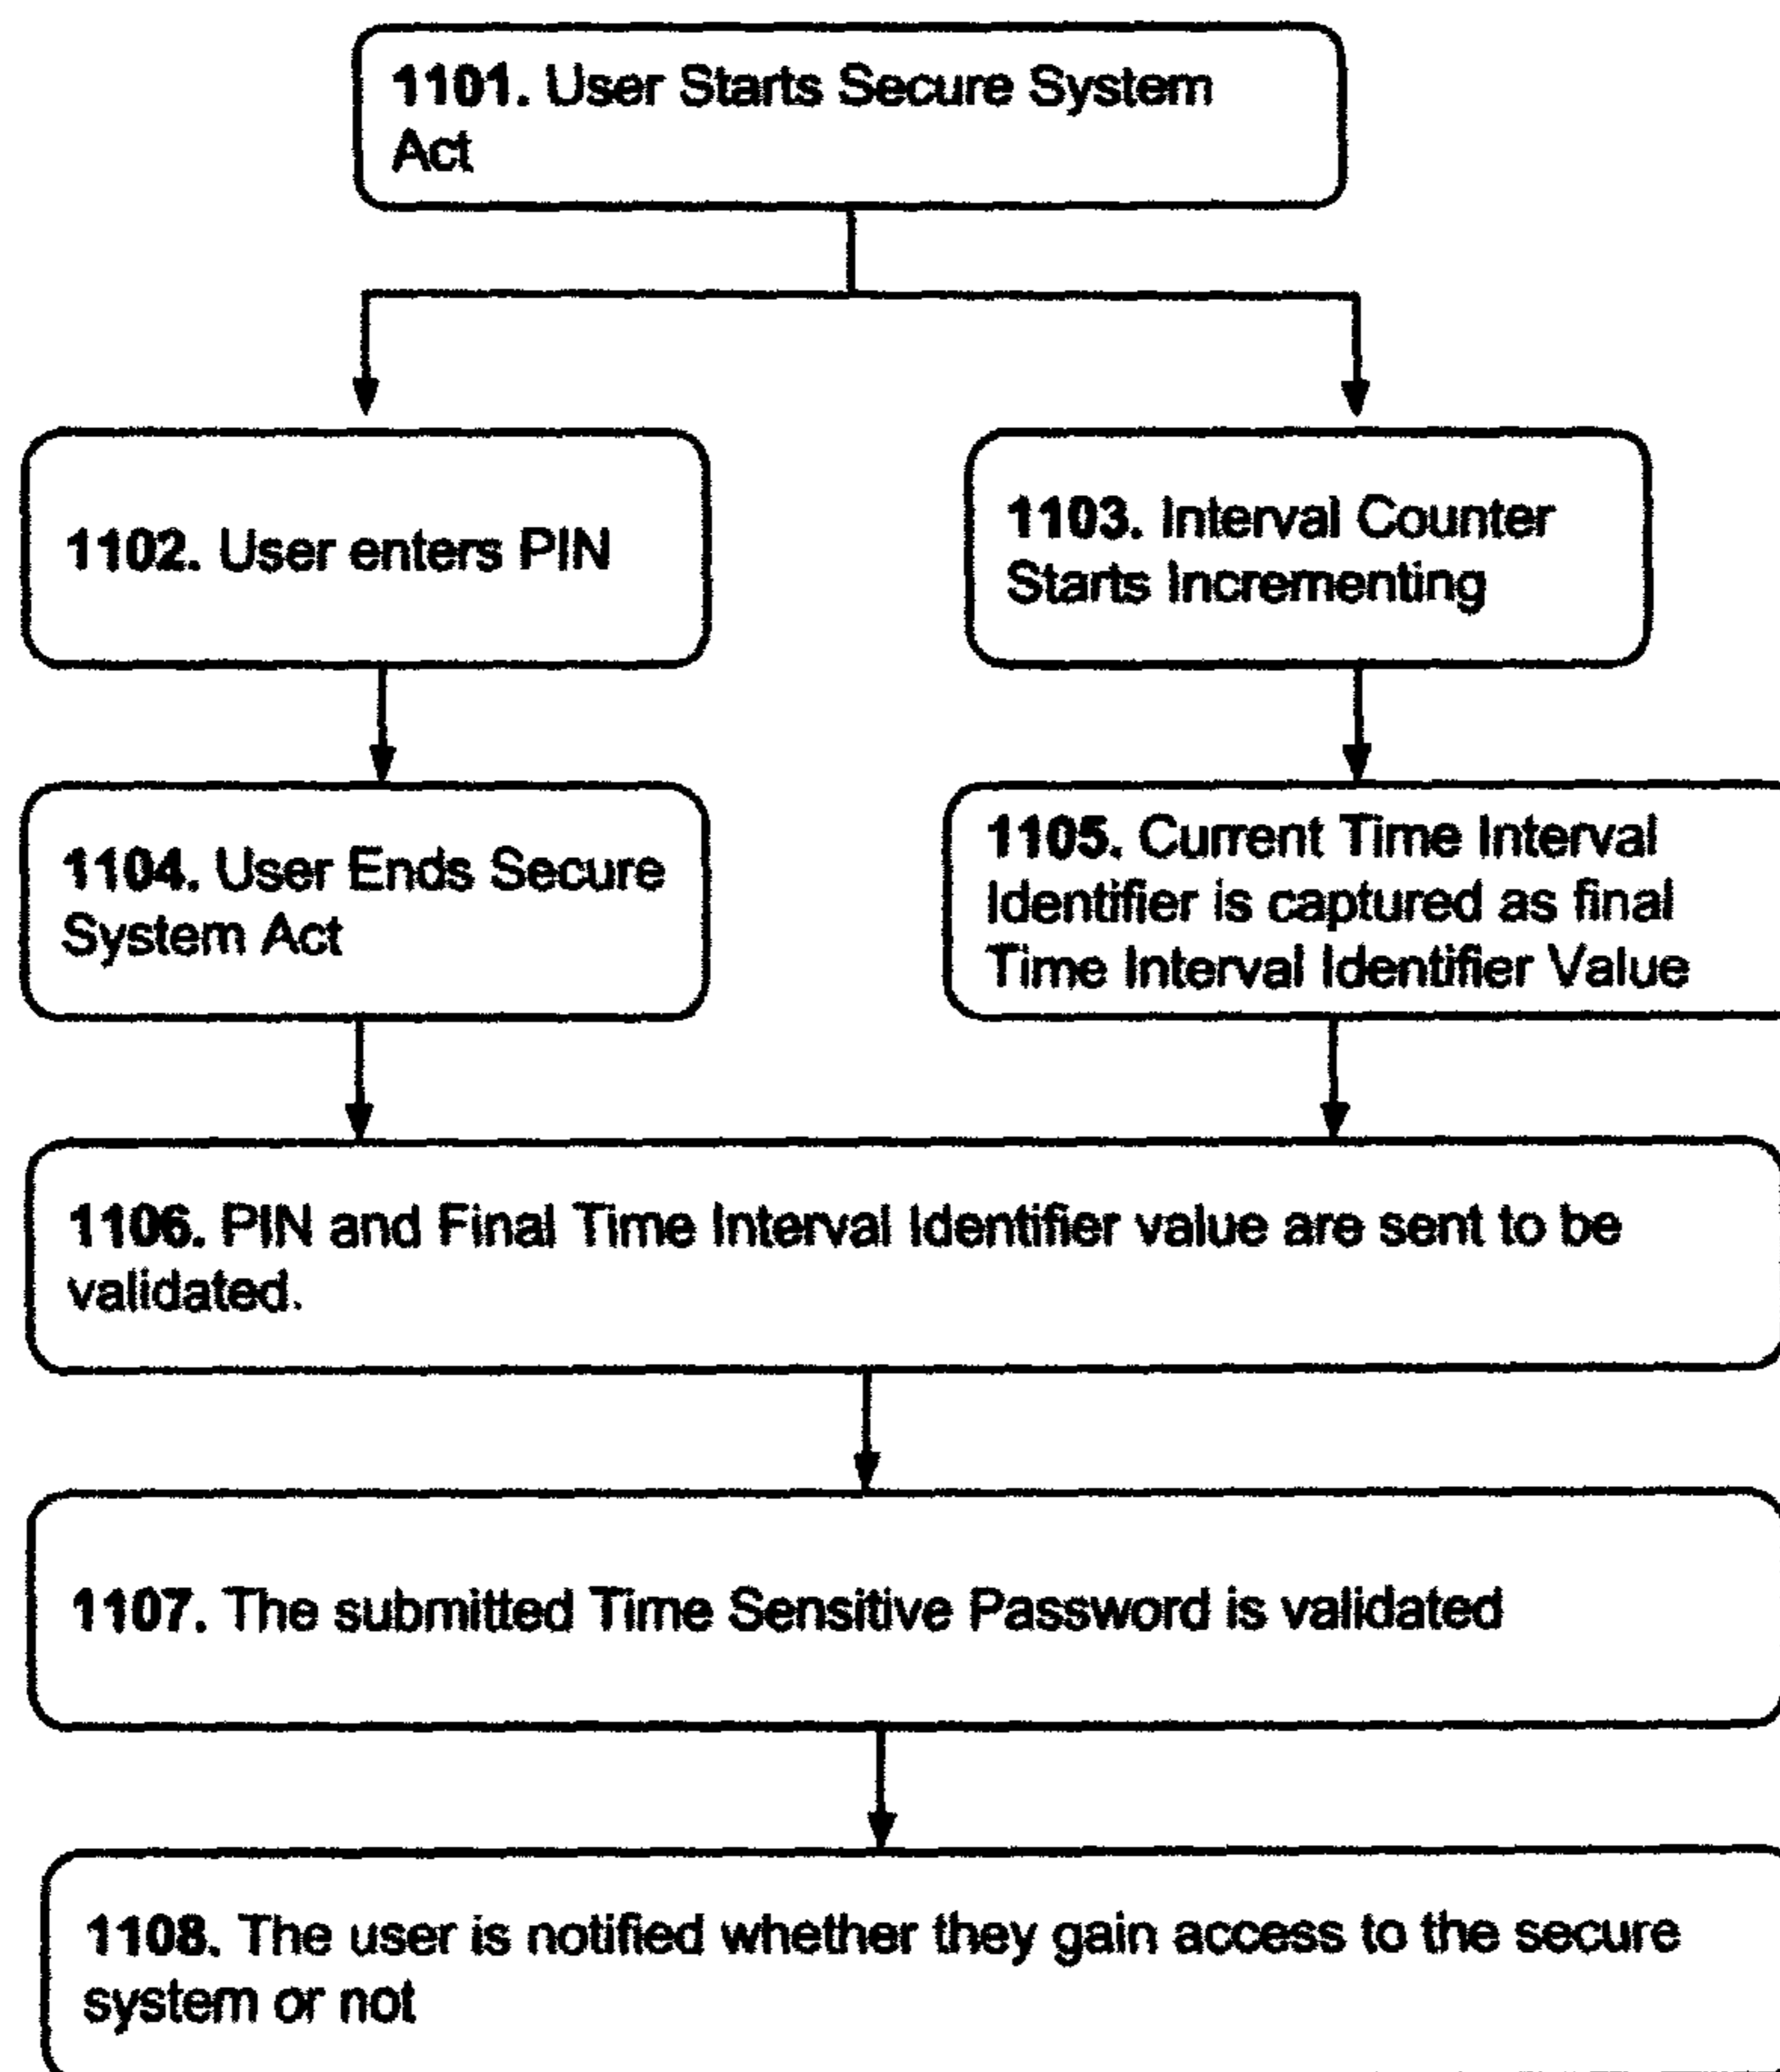 1101. User Starts Secure System
Act
1102. User enters PIN
1103. Interval Counter
Starts Incrementing
1104. User Ends Secure
System Act
1105. Current Time Interval
Identifier is captured as final
Time Interval Identifier Value
1106. PIN and Final Time Interval Identifier value are sent to be
validated.
1107. The submitted Time Sensitive Password is validated
1108. The user is notified whether they gain access to the secure
system or not